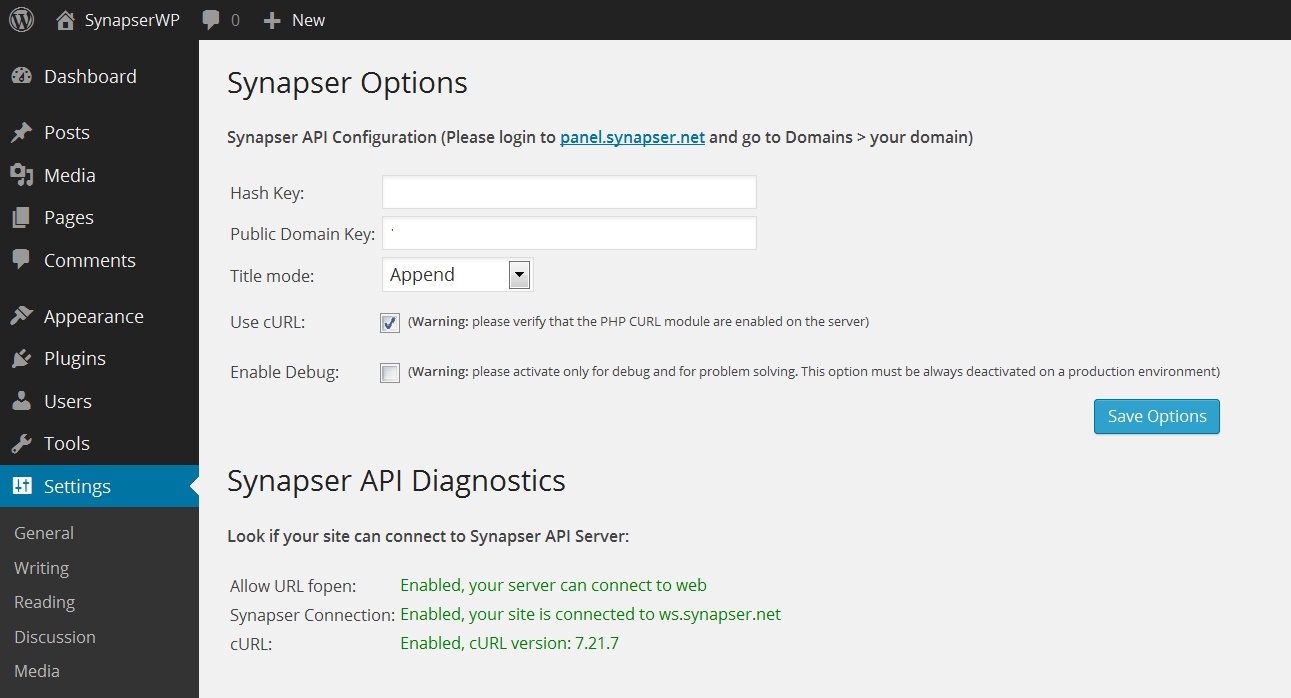 SynapserWP 0 New
Dashboard
Posts
Media
Pages
Comments
Appearance
Plugins
Users
Tools
Settings
General
Writing
Reading
Discussion
Media
Synapser Options
Synapser API Configuration (Please login to panel.synapser.net and go to Domains > your domain)
Hash Key:
Public Domain Key:
Title mode: Append
Use cURL: (Warning: please verify that the PHP CURL module are enabled on the server)
Enable Debug: (Warning: please activate only for debug and for problem solving. This option must be always deactivated on a production environment)
Save Options
Synapser API Diagnostics
Look if your site can connect to Synapser API Server:
Allow URL fopen: Enabled, your server can connect to web
Synapser Connection: Enabled, your site is connected to ws.synapser.net
cURL: Enabled, cURL version: 7.21.7